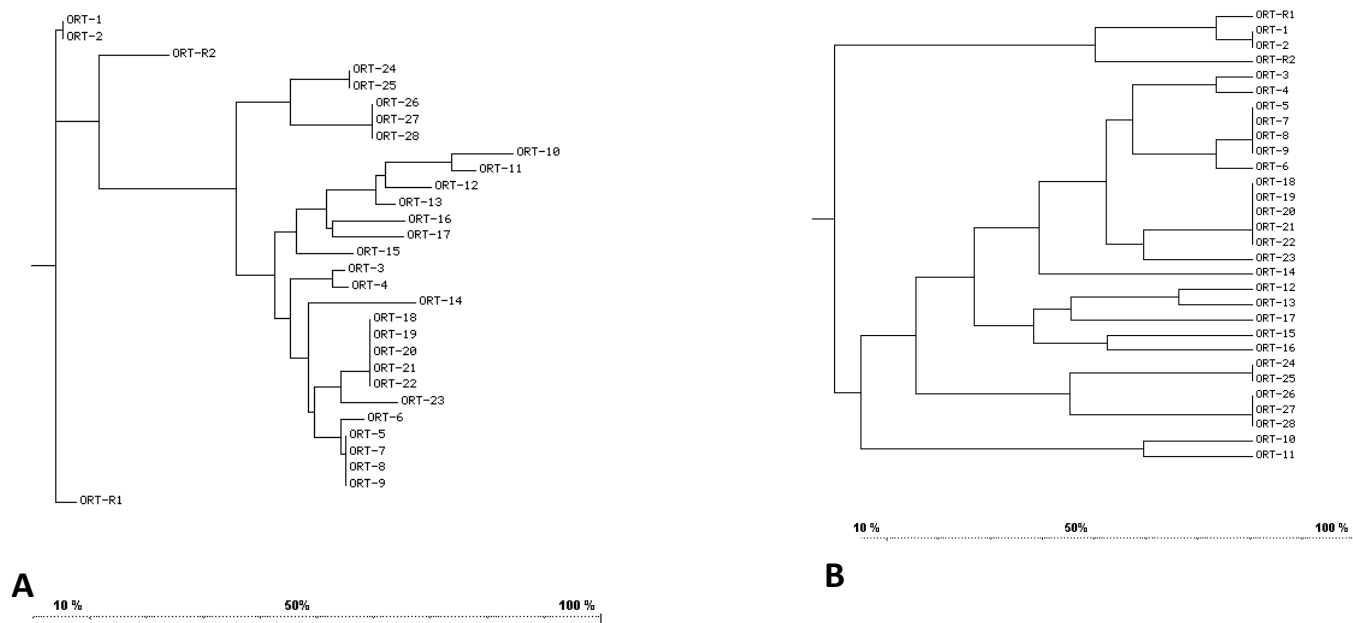 ORT-1
ORT-2
ORT-R2
ORT-24
ORT-25
ORT-26
ORT-27
ORT-28
ORT-10
ORT-11
ORT-12
ORT-13
ORT-16
ORT-17
ORT-15
ORT-3
ORT-4
ORT-14
ORT-18
ORT-19
ORT-20
ORT-21
ORT-22
ORT-23
ORT-6
ORT-5
ORT-7
ORT-8
ORT-9
ORT-R1
A
10 % 50% 100 %
ORT-R1
ORT-1
ORT-2
ORT-R2
ORT-3
ORT-4
ORT-5
ORT-7
ORT-8
ORT-9
ORT-6
ORT-18
ORT-19
ORT-20
ORT-21
ORT-22
ORT-23
ORT-14
ORT-12
ORT-13
ORT-17
ORT-15
ORT-16
ORT-24
ORT-25
ORT-26
ORT-27
ORT-28
ORT-10
ORT-11
10 % 50% 100 %
B